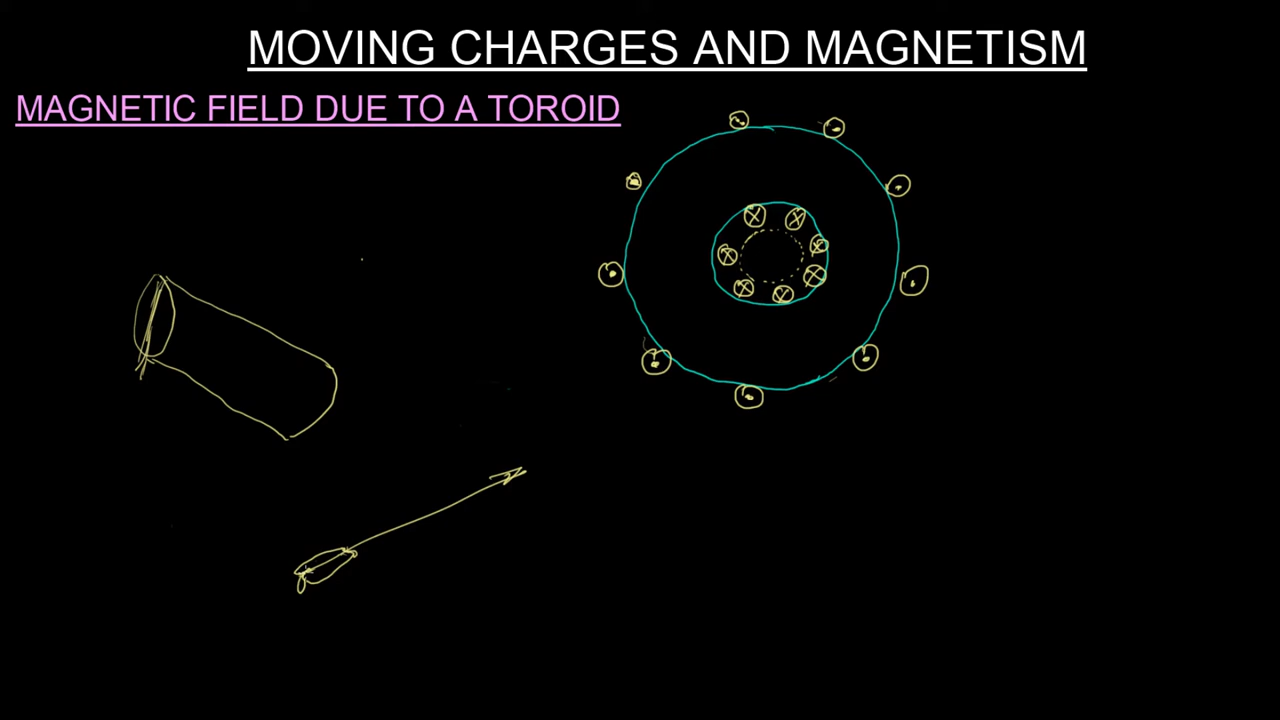 MOVING CHARGES AND MAGNETISM
MAGNETIC FIELD DUE TO A TOROID